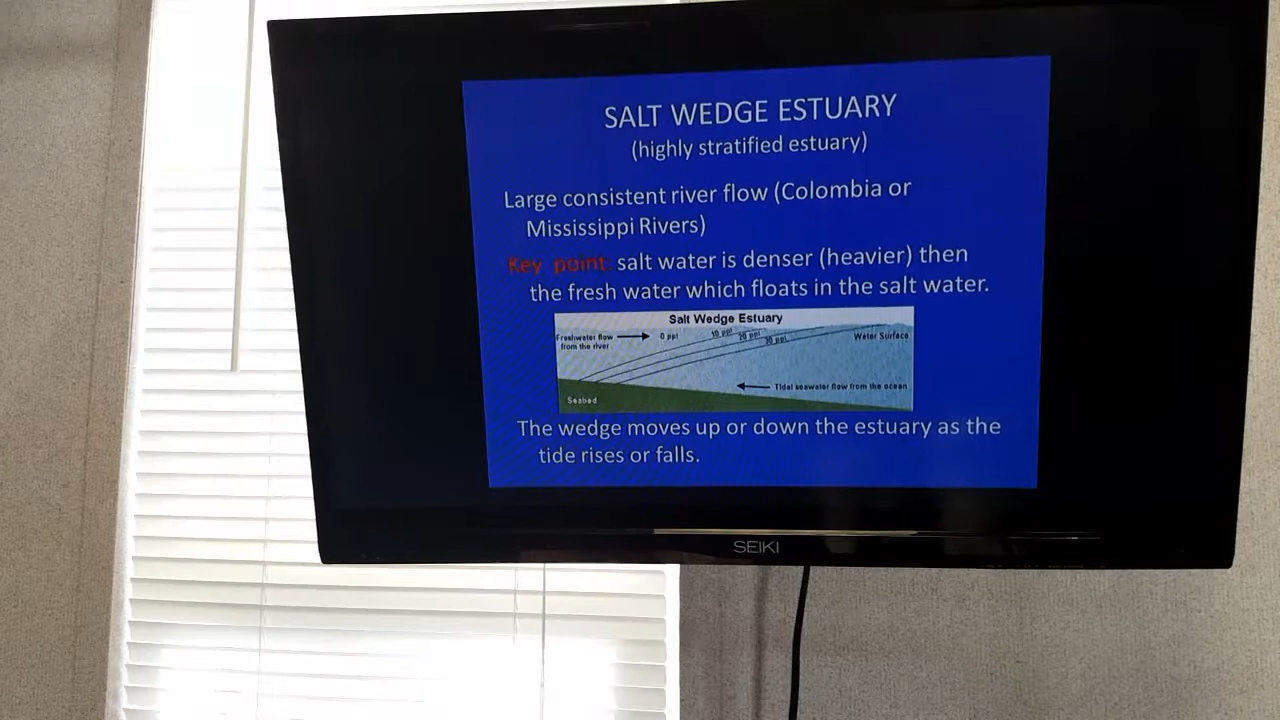 SALT WEDGE ESTUARY
(highly stratified estuary)
Large consistent river flow (Colombia or
Mississippi Rivers)
Key point: salt water is denser (heavier) then
the fresh water which floats in the salt water.
Salt Wedge Estuary
Freshwater flow
from the river
0 ppt
10 ppt
20 ppt
30 ppt
Water Surface
Tidal seawater flow from the ocean
Seabed
The wedge moves up or down the estuary as the
tide rises or falls.
SEIKI